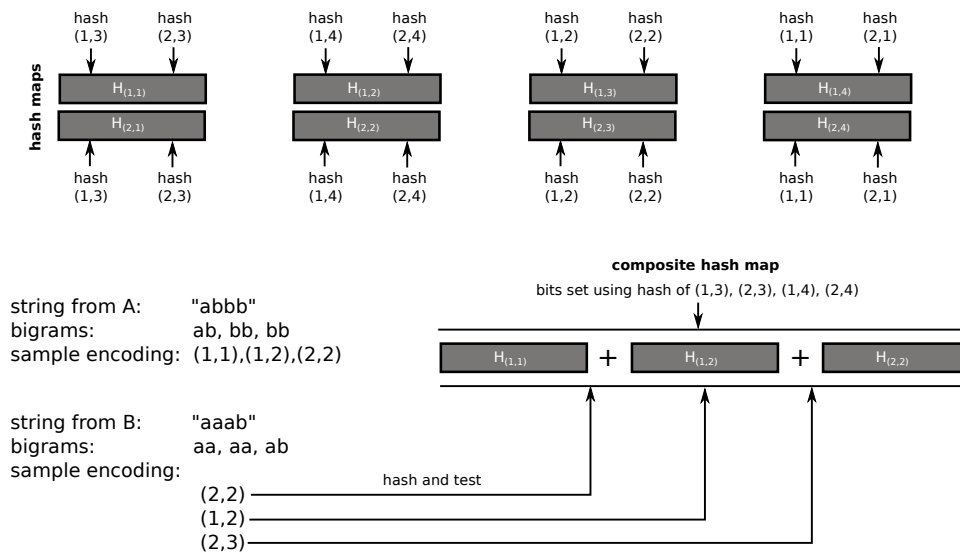 hash hash hash hash hash hash hash hash
(1,3) (2,3) (1,4) (2,4) (1,2) (2,2) (1,1) (2,1)
hash maps
H(1,1) H(1,2) H(1,3) H(1,4)
H(2,1) H(2,2) H(2,3) H(2,4)
hash hash hash hash hash hash hash hash
(1,3) (2,3) (1,4) (2,4) (1,2) (2,2) (1,1) (2,1)
composite hash map
bits set using hash of (1,3), (2,3), (1,4), (2,4)
string from A: "abbb"
bigrams: ab, bb, bb
sample encoding: (1,1),(1,2),(2,2)
H(1,1) + H(1,2) + H(2,2)
string from B: "aaab"
bigrams: aa, aa, ab
sample encoding:
hash and test
(2,2)
(1,2)
(2,3)